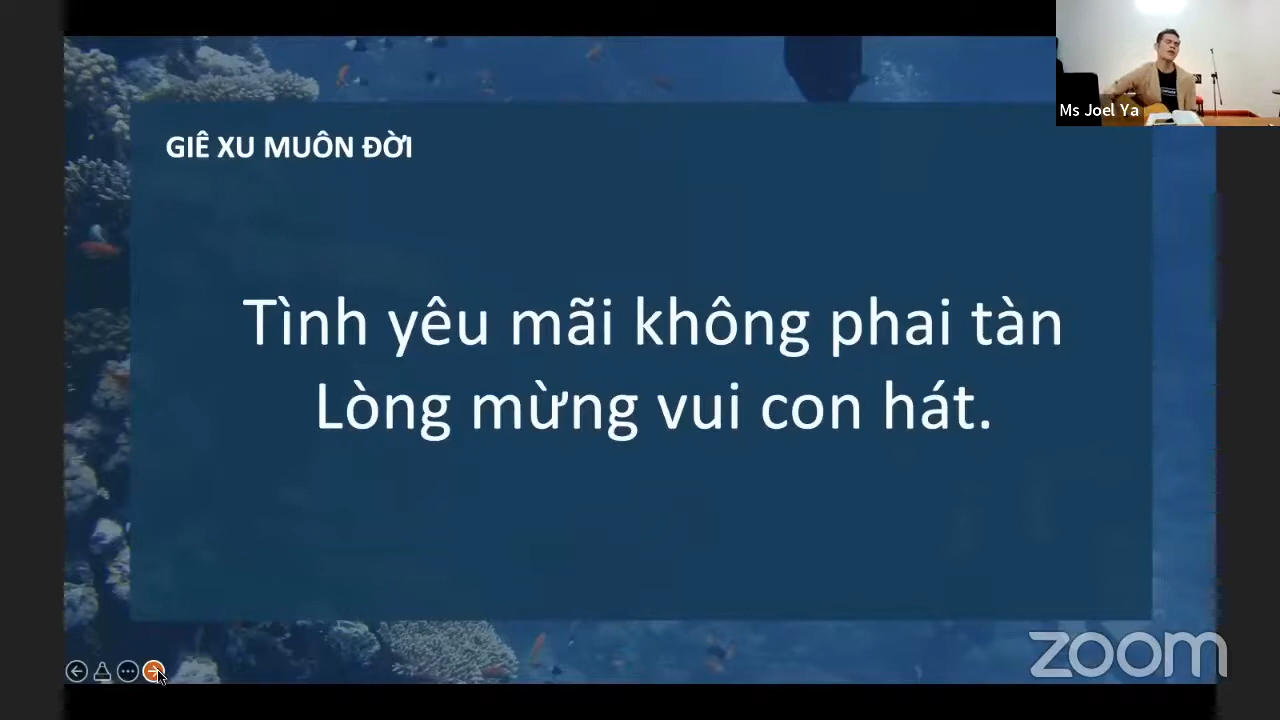 Ms Joel Ya
GIÊ XU MUÔN ĐỜI
Tình yêu mãi không phai tàn
Lòng mừng vui con hát.
zoom